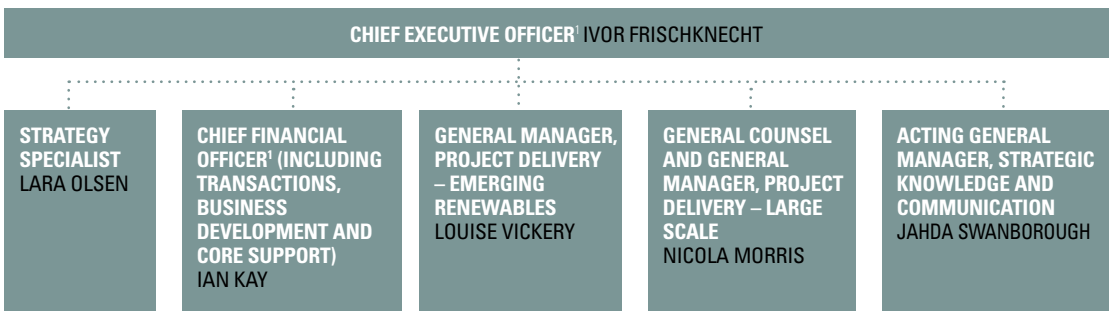 CHIEF EXECUTIVE OFFICER¹ IVOR FRISCHKNECHT
STRATEGY
SPECIALIST
LARA OLSEN
CHIEF FINANCIAL
OFFICER¹ (INCLUDING
TRANSACTIONS,
BUSINESS
DEVELOPMENT AND
CORE SUPPORT)
IAN KAY
GENERAL MANAGER,
PROJECT DELIVERY
– EMERGING
RENEWABLES
LOUISE VICKERY
GENERAL COUNSEL
AND GENERAL
MANAGER, PROJECT
DELIVERY – LARGE
SCALE
NICOLA MORRIS
ACTING GENERAL
MANAGER, STRATEGIC
KNOWLEDGE AND
COMMUNICATION
JAHDA SWANBOROUGH